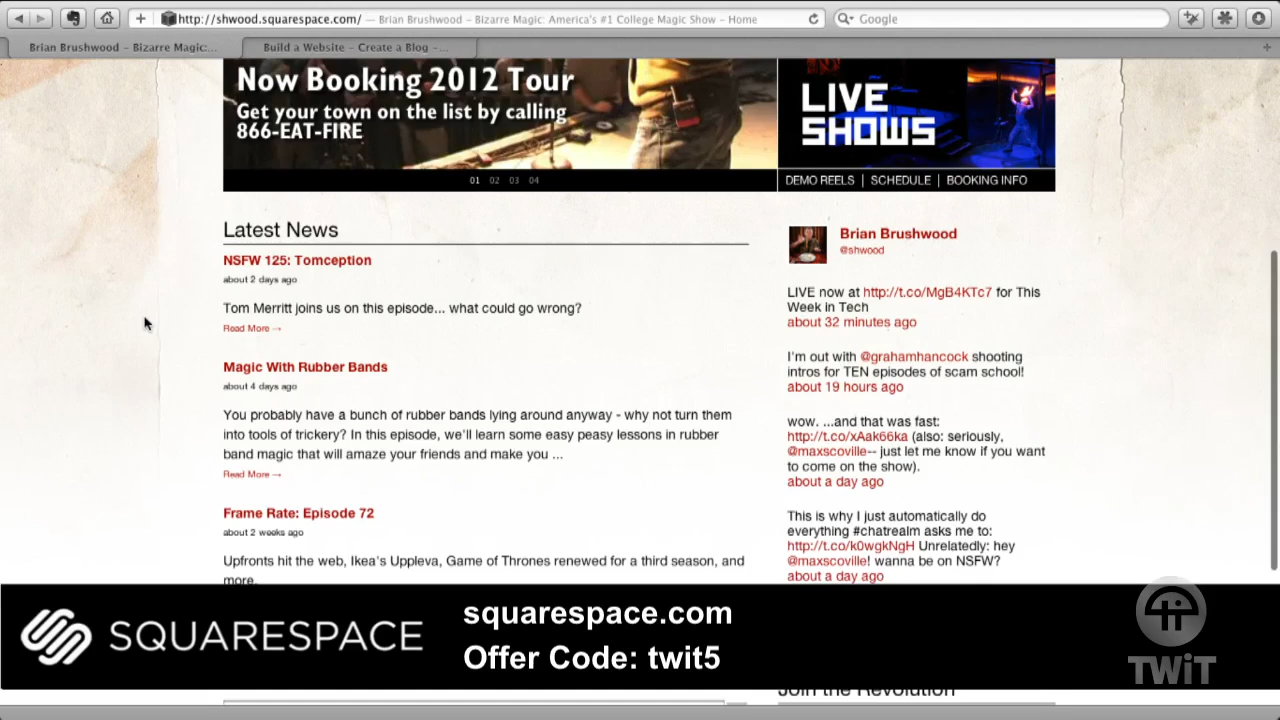 http://shwood.squarespace.com/ — Brian Brushwood – Bizarre Magic: America's #1 College Magic Show – Home
Google
Brian Brushwood – Bizarre Magic:...
Build a Website – Create a Blog –...
Now Booking 2012 Tour
Get your town on the list by calling
866-EAT-FIRE
01 02 03 04
LIVE
SHOWS
DEMO REELS | SCHEDULE | BOOKING INFO
Latest News
NSFW 125: Tomception
about 2 days ago
Tom Merritt joins us on this episode... what could go wrong?
Read More →
Magic With Rubber Bands
about 4 days ago
You probably have a bunch of rubber bands lying around anyway - why not turn them
into tools of trickery? In this episode, we'll learn some easy peasy lessons in rubber
band magic that will amaze your friends and make you ...
Read More →
Frame Rate: Episode 72
about 2 weeks ago
Upfronts hit the web, Ikea's Uppleva, Game of Thrones renewed for a third season, and
more.
Brian Brushwood
@shwood
LIVE now at http://t.co/MgB4KTc7 for This
Week in Tech
about 32 minutes ago
I'm out with @grahamhancock shooting
intros for TEN episodes of scam school!
about 19 hours ago
wow. ...and that was fast:
http://t.co/xAak66ka (also: seriously,
@maxscoville-- just let me know if you want
to come on the show).
about a day ago
This is why I just automatically do
everything #chatrealm asks me to:
http://t.co/k0wgkNgH Unrelatedly: hey
@maxscoville! wanna be on NSFW?
about a day ago
SQUARESPACE
squarespace.com
Offer Code: twit5
TWiT
Join the Revolution